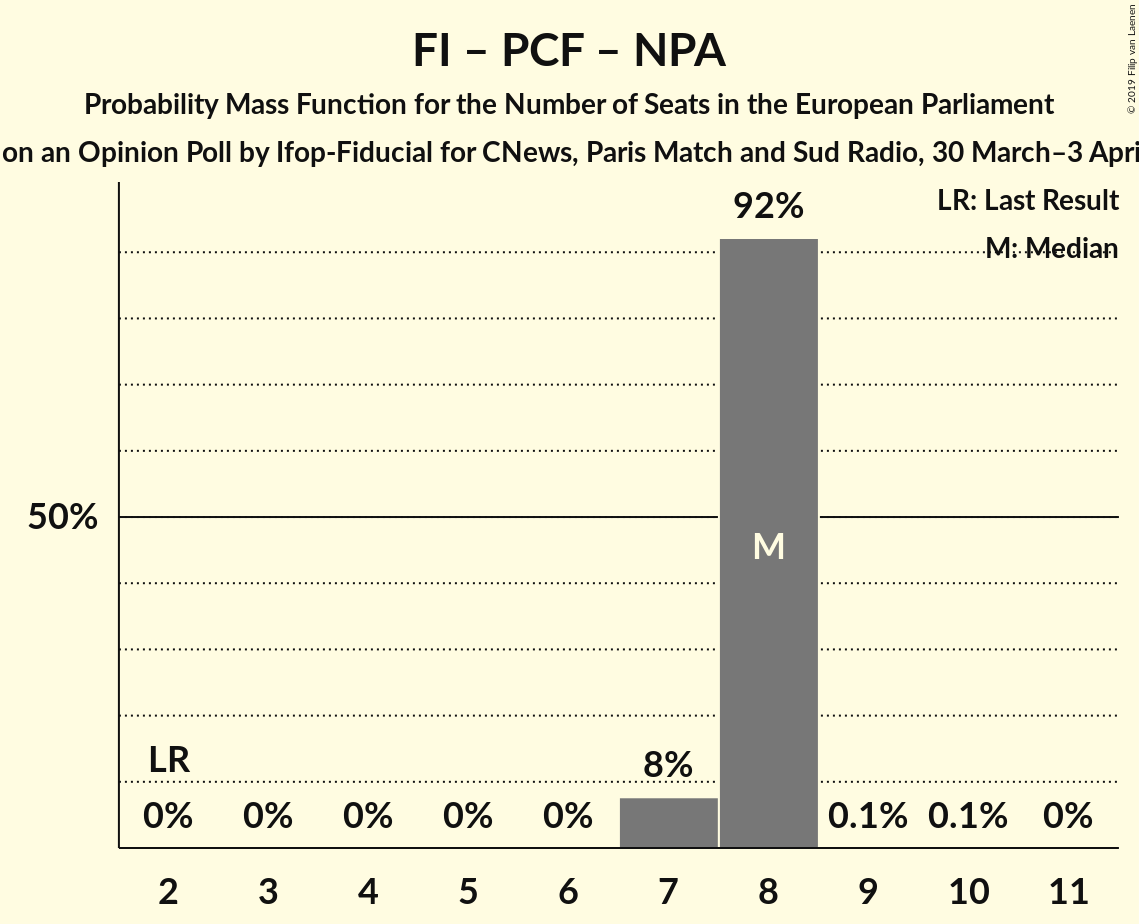 FI – PCF – NPA
Probability Mass Function for the Number of Seats in the European Parliament
on an Opinion Poll by Ifop-Fiducial for CNews, Paris Match and Sud Radio, 30 March–3 Apri
© 2019 Filip van Laenen
LR: Last Result
M: Median
92%
50%
M
LR
8%
0% 0% 0% 0% 0% 0.1% 0.1% 0%
2 3 4 5 6 7 8 9 10 11